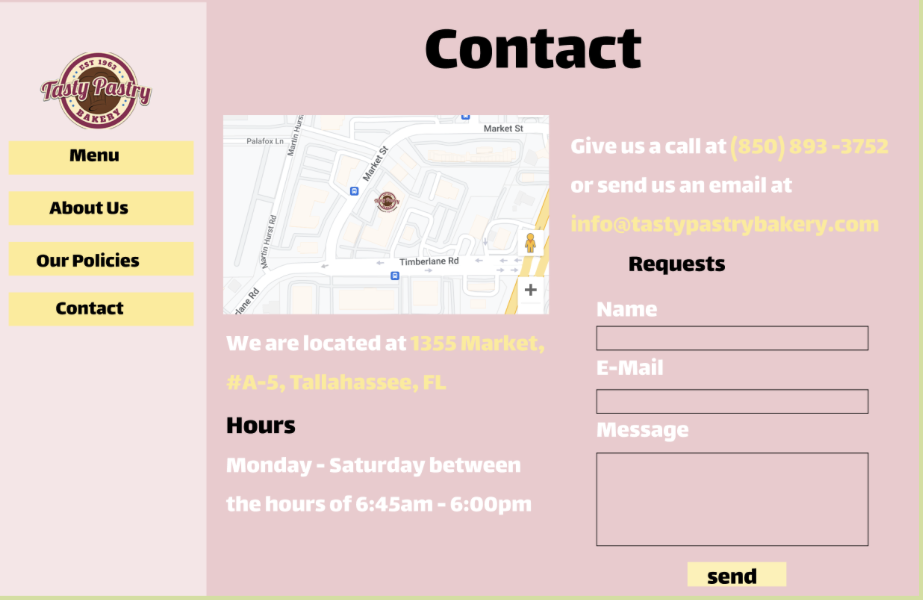 Contact
EST 1963
Tasty Pastry
BAKERY
Menu
About Us
Our Policies
Contact
Market St
Palafox Ln
Martin Hurst
Market St
Martin Hurst Rd
Timberlane Rd
lane Rd
We are located at 1355 Market,
#A-5, Tallahassee, FL
Hours
Monday - Saturday between
the hours of 6:45am - 6:00pm
Give us a call at (850) 893 -3752
or send us an email at
info@tastypastrybakery.com
Requests
Name
E-Mail
Message
send